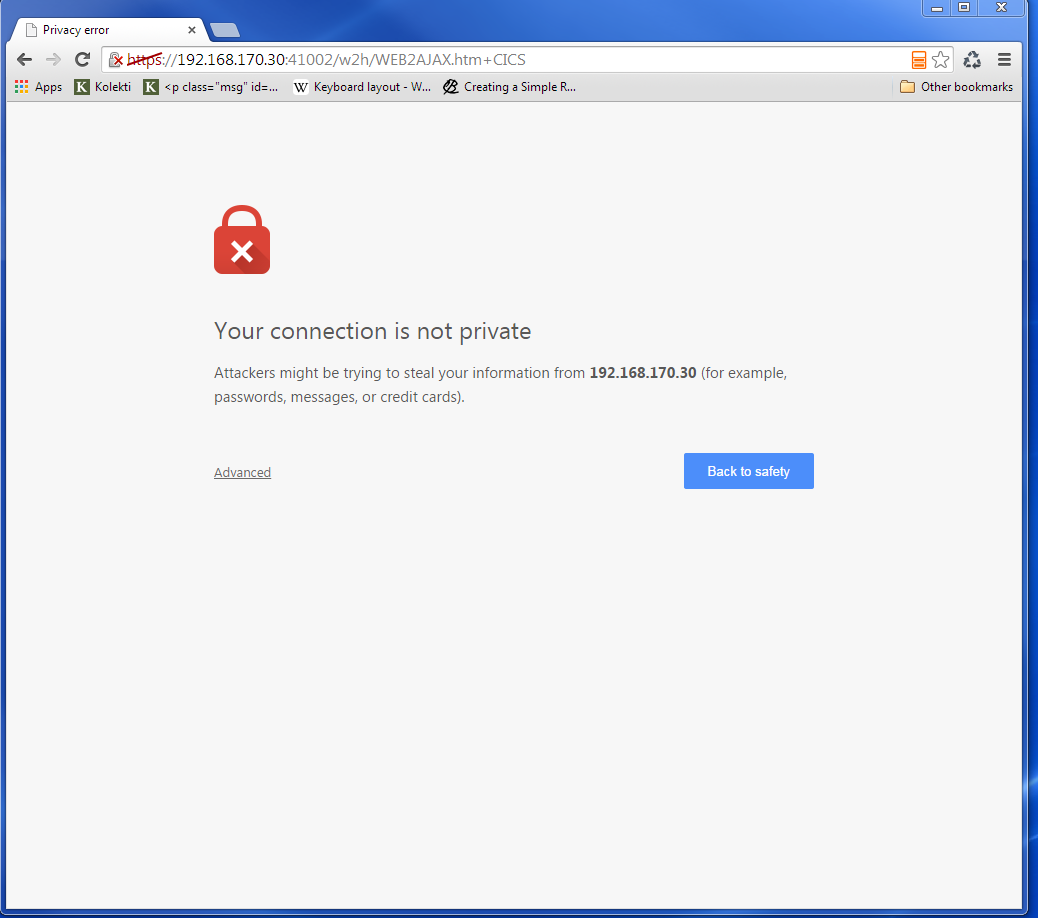 Privacy error
https://192.168.170.30:41002/w2h/WEB2AJAX.htm+CICS
Apps K Kolekti K <p class="msg" id=... W Keyboard layout - W... Creating a Simple R... Other bookmarks
Your connection is not private
Attackers might be trying to steal your information from 192.168.170.30 (for example,
passwords, messages, or credit cards).
Advanced Back to safety